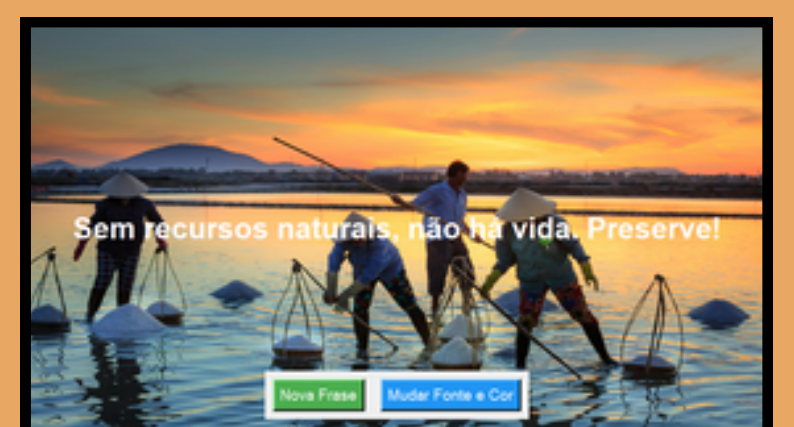 Sem recursos naturais, não há vida. Preserve!
Nova Frase
Mudar Fonte e Cor